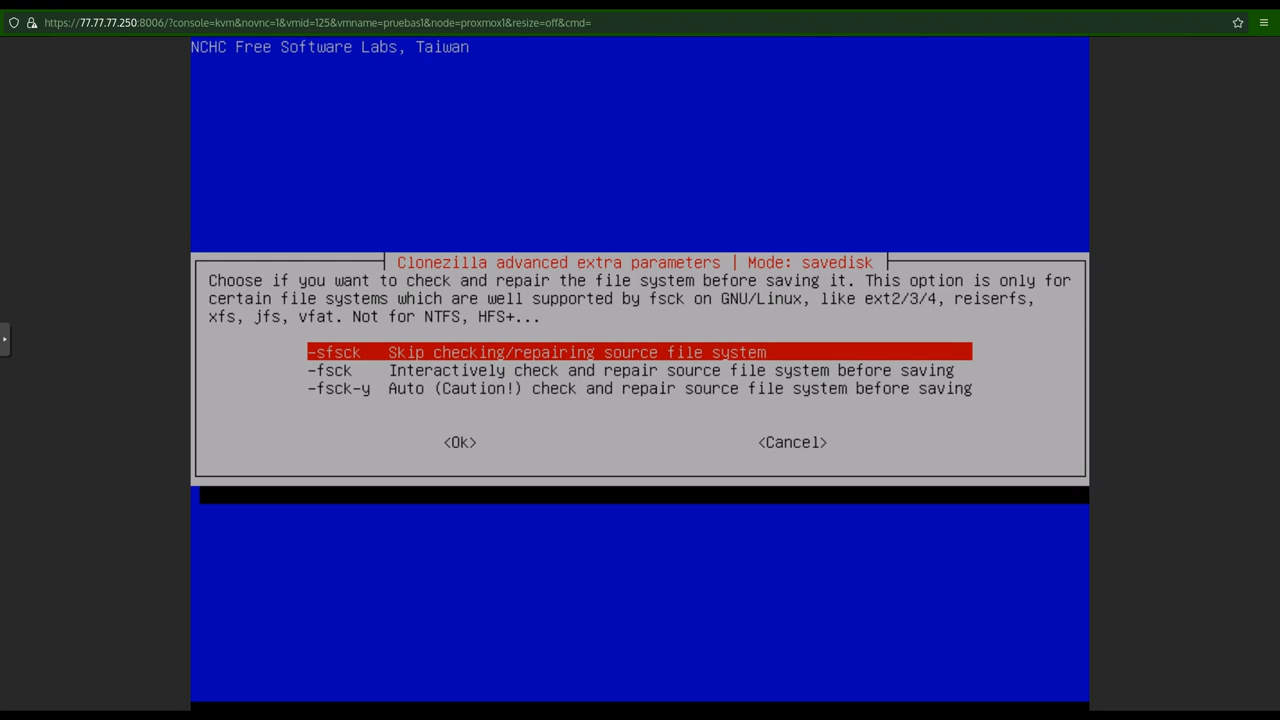 https://77.77.77.250:8006/?console=kvm&novnc=1&vmid=125&vmname=pruebas1&node=proxmox1&resize=off&cmd=
NCHC Free Software Labs, Taiwan
Clonezilla advanced extra parameters | Mode: savedisk
Choose if you want to check and repair the file system before saving it. This option is only for
certain file systems which are well supported by fsck on GNU/Linux, like ext2/3/4, reiserfs,
xfs, jfs, vfat. Not for NTFS, HFS+...
-sfsck Skip checking/repairing source file system
-fsck Interactively check and repair source file system before saving
-fsck-y Auto (Caution!) check and repair source file system before saving
<Ok> <Cancel>